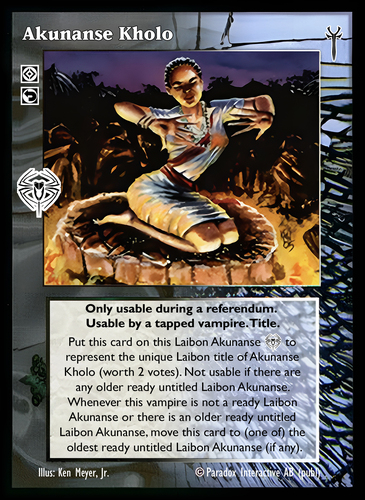 Akunanse Kholo
Only usable during a referendum.
Usable by a tapped vampire. Title.
Put this card on this Laibon Akunanse to
represent the unique Laibon title of Akunanse
Kholo (worth 2 votes). Not usable if there are
any older ready untitled Laibon Akunanse.
Whenever this vampire is not a ready Laibon
Akunanse or there is an older ready untitled
Laibon Akunanse, move this card to (one of) the
oldest ready untitled Laibon Akunanse (if any).
Illus: Ken Meyer, Jr.
© Paradox Interactive AB (publ)